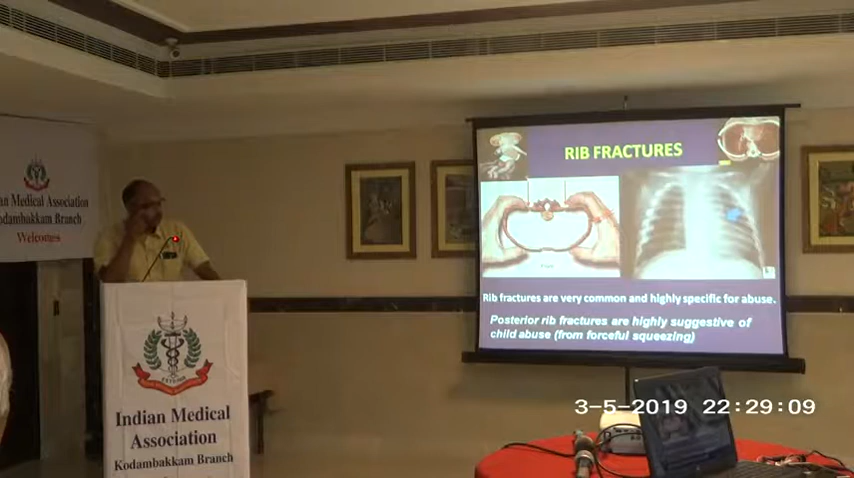 RIB FRACTURES
Rib fractures are very common and highly specific for abuse.
Posterior rib fractures are highly suggestive of
child abuse (from forceful squeezing)
Indian Medical Association
Kodambakkam Branch
Welcomes
Indian Medical
Association
Kodambakkam Branch
3-5-2019 22:29:09